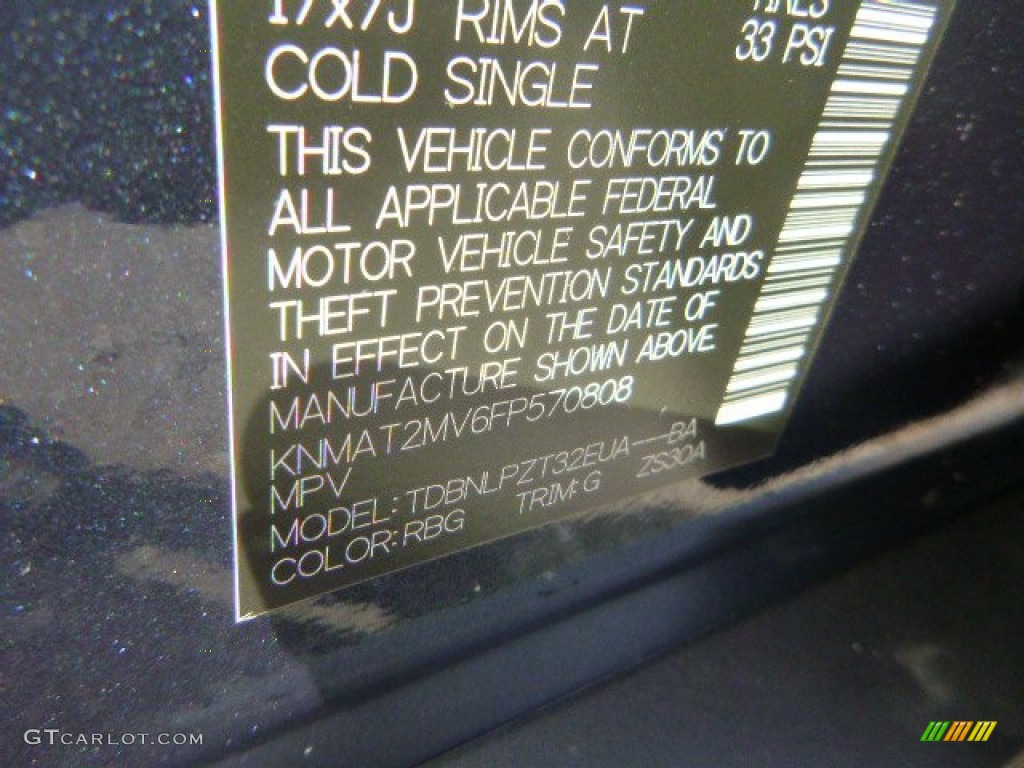 17X7J RIMS AT
33 PSI
COLD SINGLE
THIS VEHICLE CONFORMS TO
ALL APPLICABLE FEDERAL
MOTOR VEHICLE SAFETY AND
THEFT PREVENTION STANDARDS
IN EFFECT ON THE DATE OF
MANUFACTURE SHOWN ABOVE
KNMAT2MV6FP570808
MPV
MODEL: TDBNLPZT32EUA---BA
COLOR: RBG TRIM: G ZS30A
GTCARLOT.COM